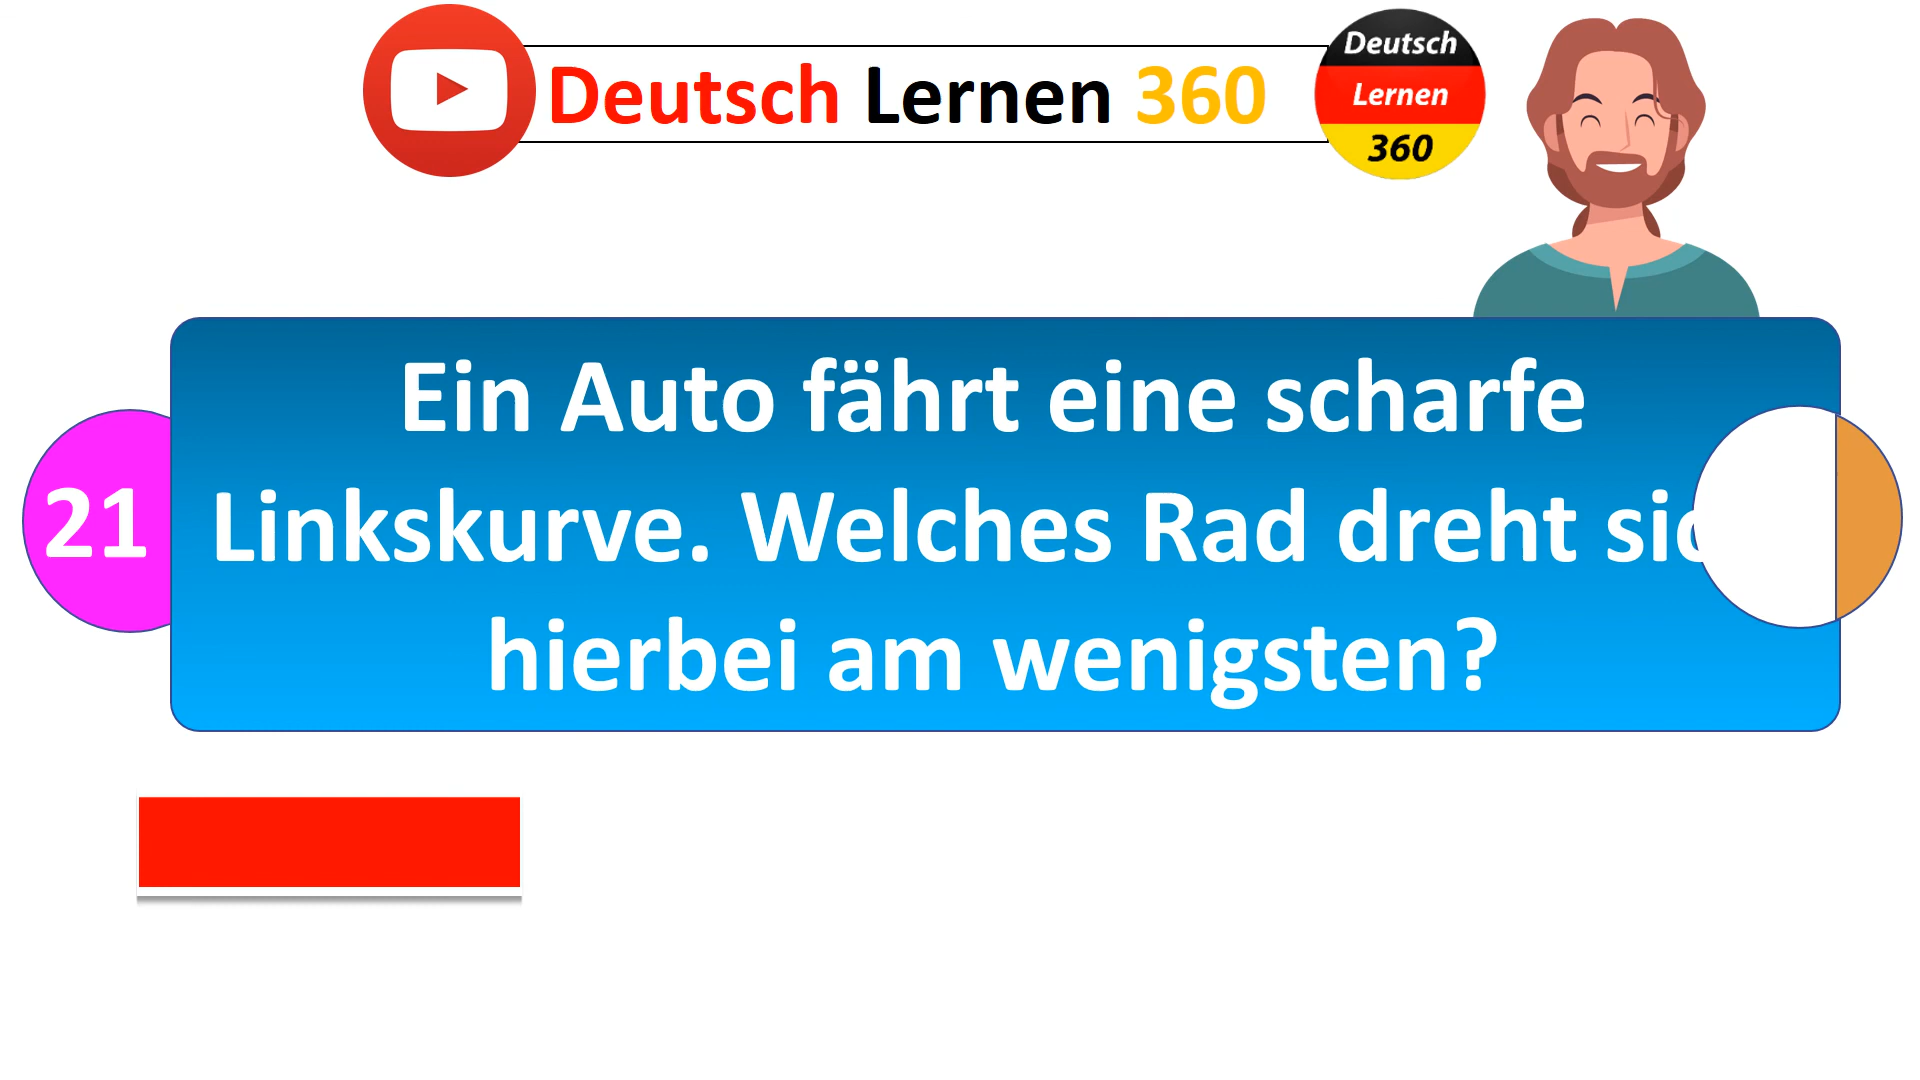 Deutsch Lernen 360
Deutsch
Lernen
360
Ein Auto fährt eine scharfe
21
Linkskurve. Welches Rad dreht
hierbei am wenigsten?